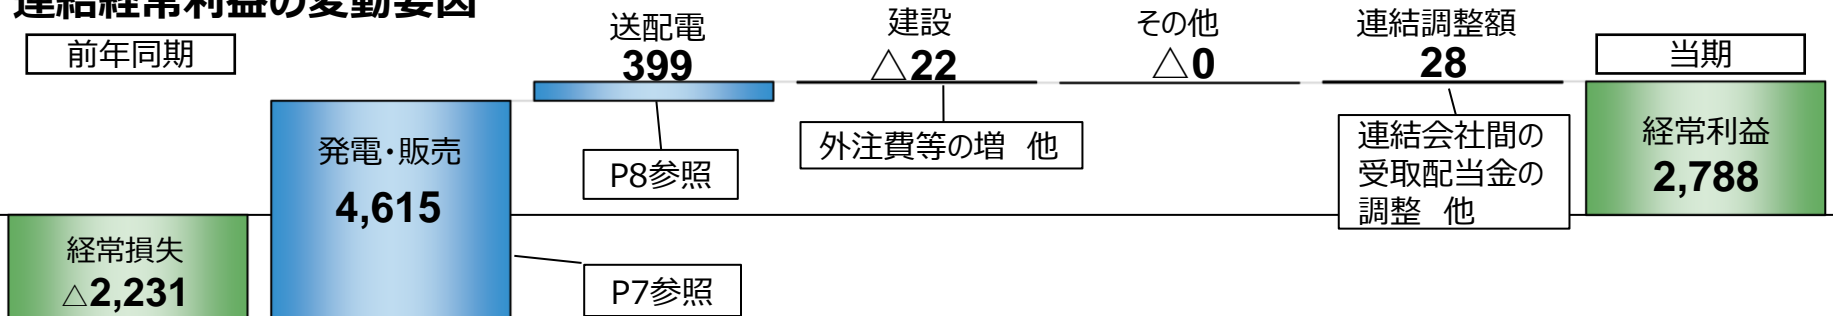 連結経常利益の変動要因
前年同期
送配電
399
建設
△22
その他
△0
連結調整額
28
当期
発電・販売
4,615
P8参照
外注費等の増 他
連結会社間の
受取配当金の
調整 他
経常利益
2,788
経常損失
△2,231
P7参照